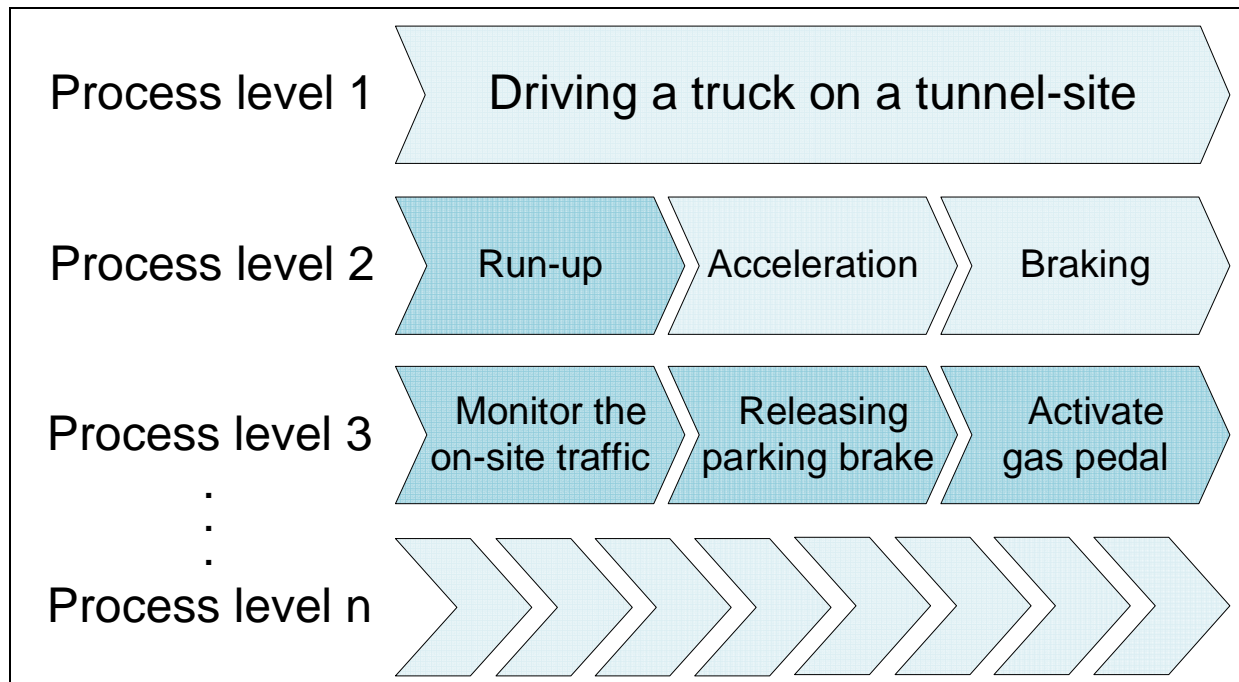 Process level 1
Driving a truck on a tunnel-site
Process level 2
Run-up
Acceleration
Braking
Process level 3
Monitor the
on-site traffic
Releasing
parking brake
Activate
gas pedal
.
.
.
Process level n